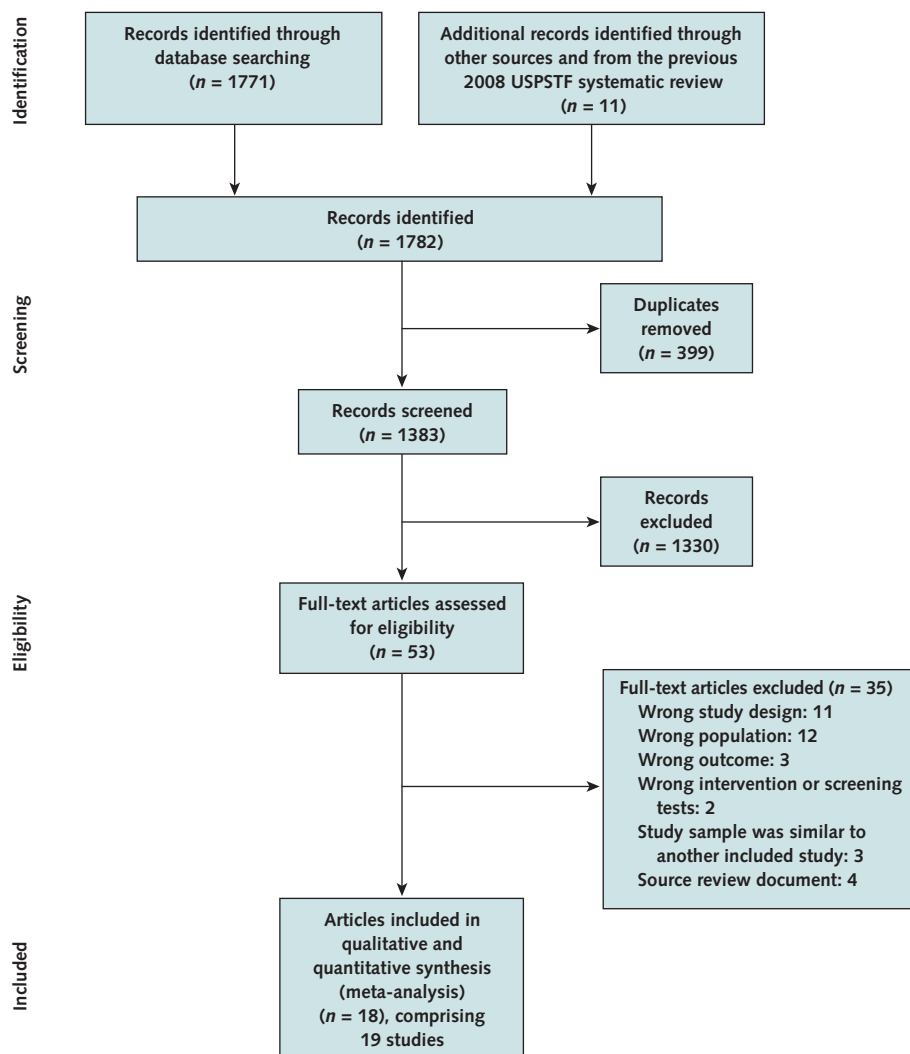 Identification
Records identified through
database searching
(n = 1771)
Additional records identified through
other sources and from the previous
2008 USPSTF systematic review
(n = 11)
Records identified
(n = 1782)
Screening
Duplicates
removed
(n = 399)
Records screened
(n = 1383)
Records
excluded
(n = 1330)
Eligibility
Full-text articles assessed
for eligibility
(n = 53)
Full-text articles excluded (n = 35)
Wrong study design: 11
Wrong population: 12
Wrong outcome: 3
Wrong intervention or screening
tests: 2
Study sample was similar to
another included study: 3
Source review document: 4
Included
Articles included in
qualitative and
quantitative synthesis
(meta-analysis)
(n = 18), comprising
19 studies